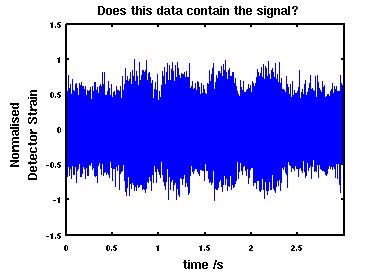 Does this data contain the signal?
1.5
1
0.5
0
-0.5
-1
-1.5
Normalised
Detector Strain
0 0.5 1 1.5 2 2.5
time /s